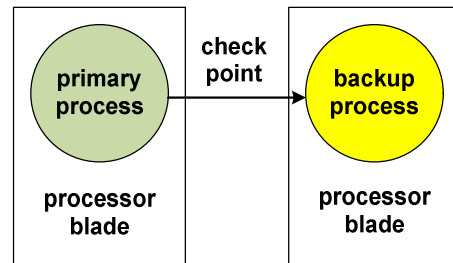 primary
process
processor
blade
check
point
backup
process
processor
blade